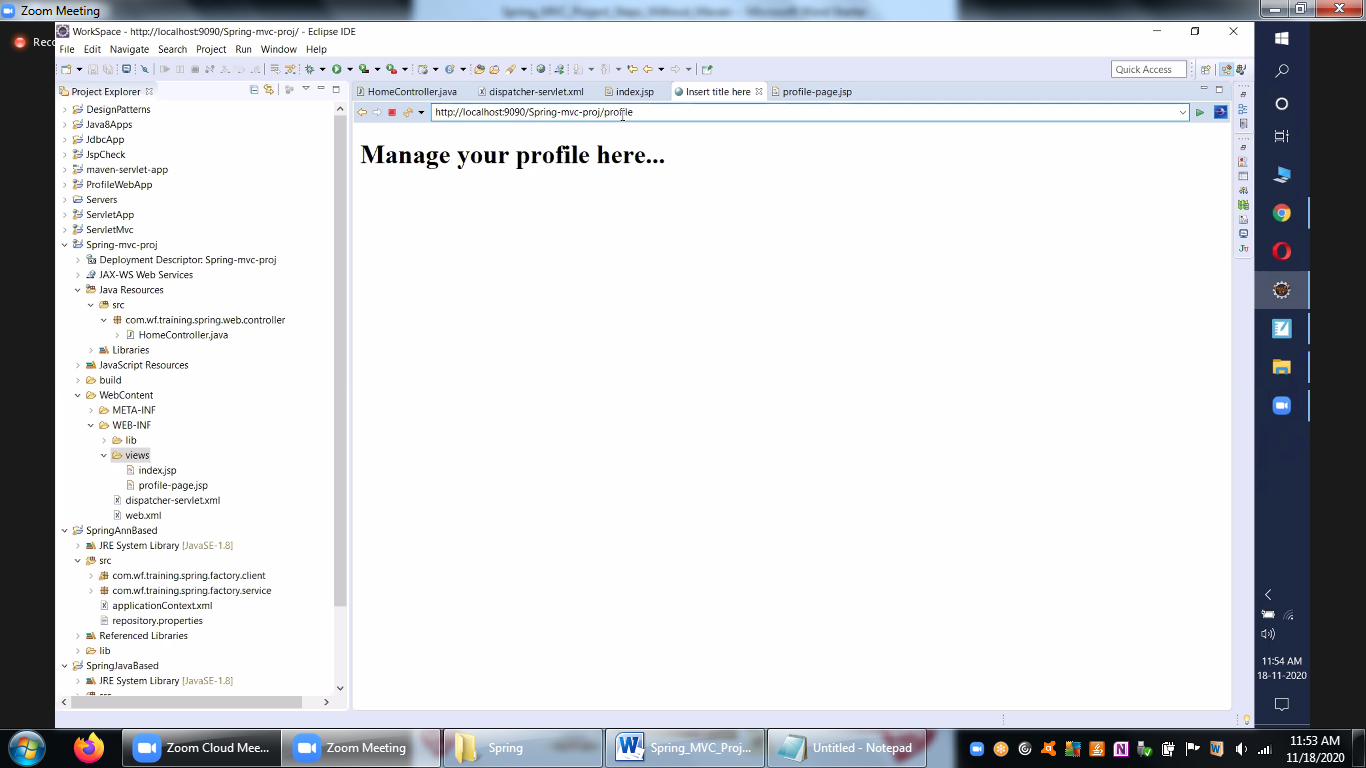 Zoom Meeting
Spring_MVC_Project_Steps_Without_Maven - Microsoft Word Starter
Reco
WorkSpace - http://localhost:9090/Spring-mvc-proj/ - Eclipse IDE
File Edit Navigate Search Project Run Window Help
Quick Access
Project Explorer
HomeController.java dispatcher-servlet.xml index.jsp Insert title here profile-page.jsp
http://localhost:9090/Spring-mvc-proj/profile
Manage your profile here...
DesignPatterns
Java8Apps
JdbcApp
JspCheck
maven-servlet-app
ProfileWebApp
Servers
ServletApp
ServletMvc
Spring-mvc-proj
Deployment Descriptor: Spring-mvc-proj
JAX-WS Web Services
Java Resources
src
com.wf.training.spring.web.controller
HomeController.java
Libraries
JavaScript Resources
build
WebContent
META-INF
WEB-INF
lib
views
index.jsp
profile-page.jsp
dispatcher-servlet.xml
web.xml
SpringAnnBased
JRE System Library [JavaSE-1.8]
src
com.wf.training.spring.factory.client
com.wf.training.spring.factory.service
applicationContext.xml
repository.properties
Referenced Libraries
lib
SpringJavaBased
JRE System Library [JavaSE-1.8]
src
11:54 AM
18-11-2020
Zoom Cloud Mee... Zoom Meeting Spring Spring_MVC_Proj... Untitled - Notepad
11:53 AM
11/18/2020